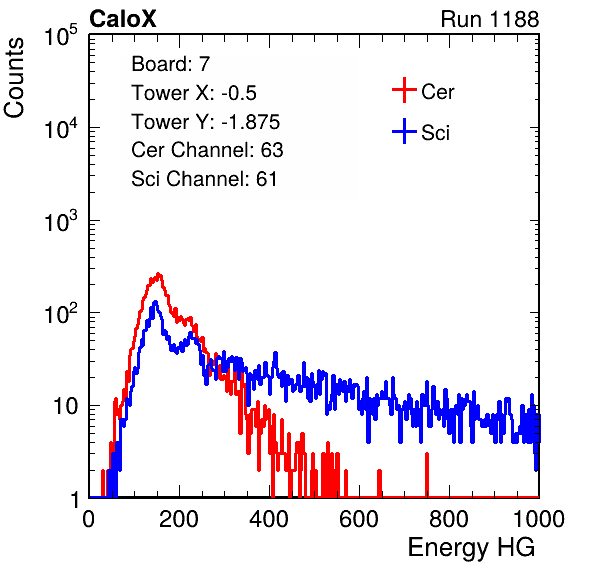 CaloX Run 1188
Counts
10^5
10^4
10^3
10^2
10
1
Board: 7
Tower X: -0.5
Tower Y: -1.875
Cer Channel: 63
Sci Channel: 61
Cer
Sci
0 200 400 600 800 1000
Energy HG